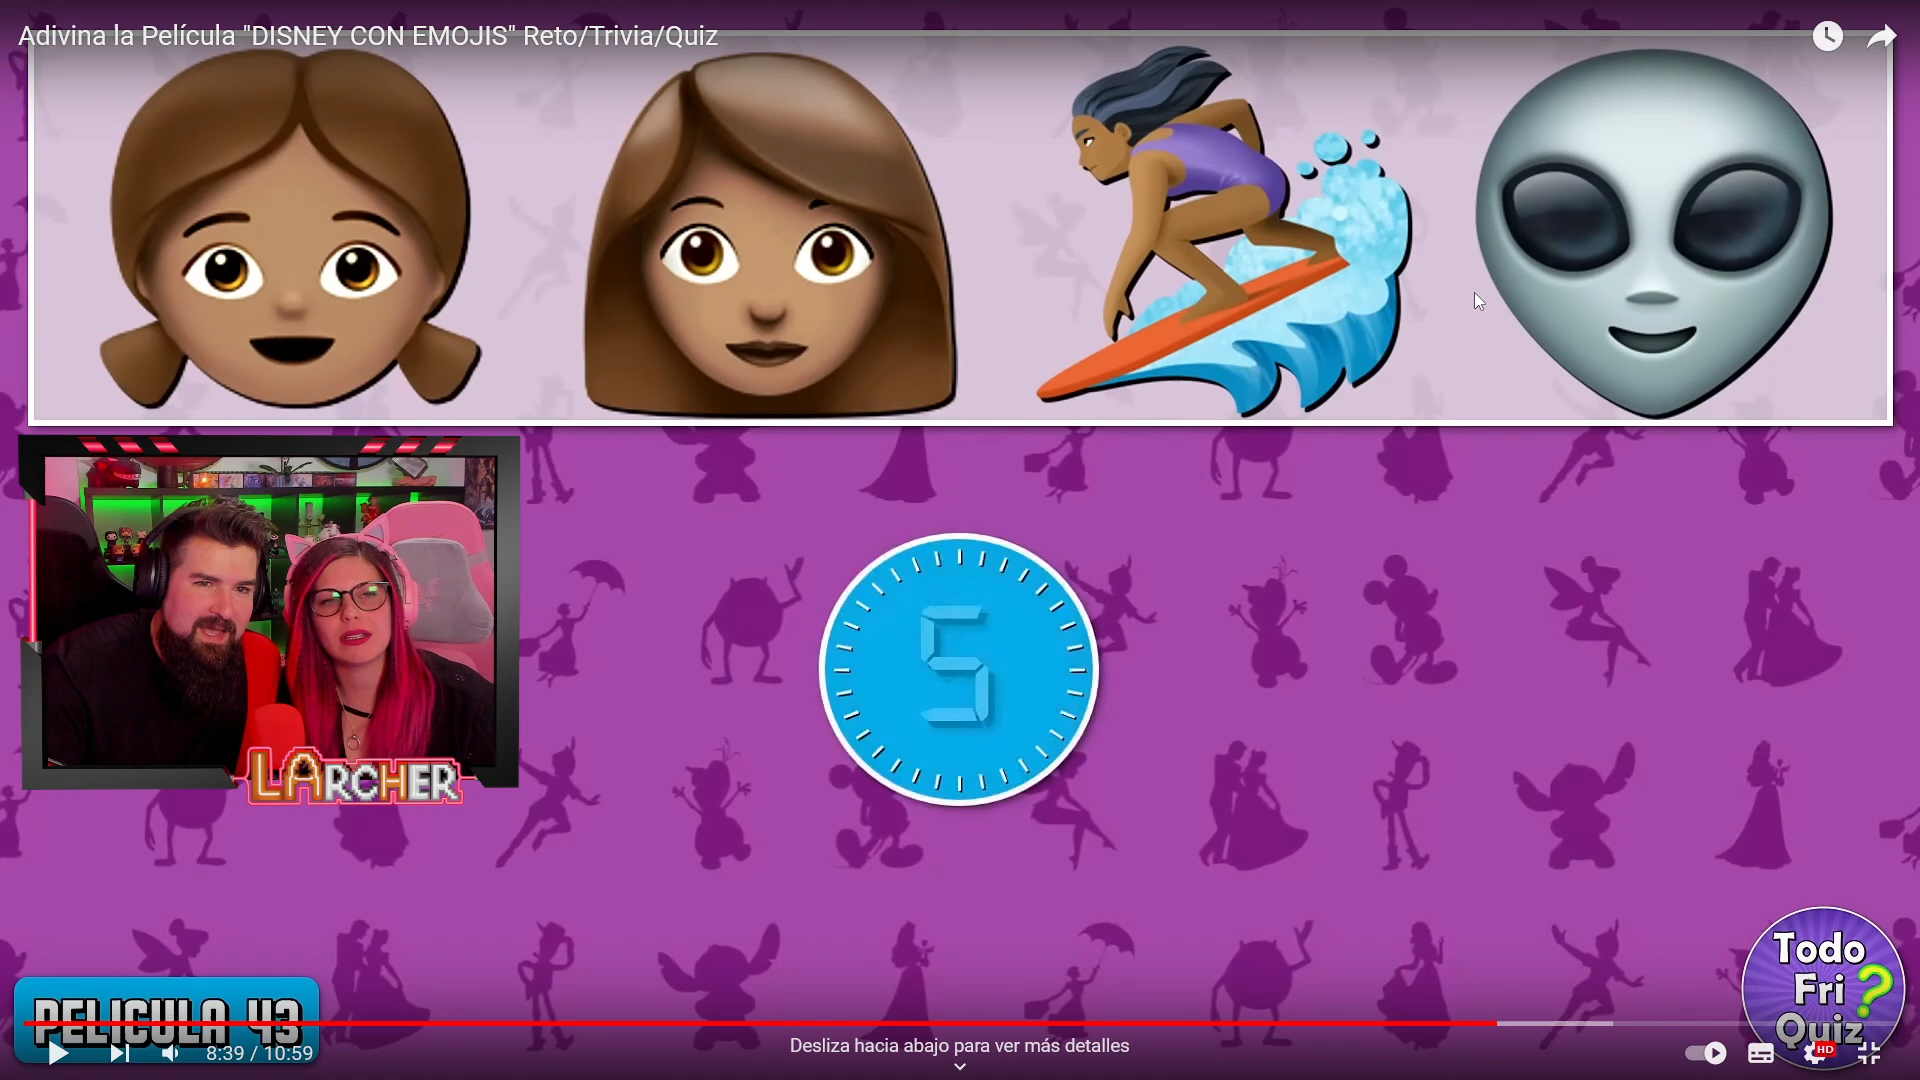 Adivina la Película "DISNEY CON EMOJIS" Reto/Trivia/Quiz
LARCHER
5
Todo
Fri
Quiz
?
PELICULA 43
8:39 / 10:59
Desliza hacia abajo para ver más detalles
HD